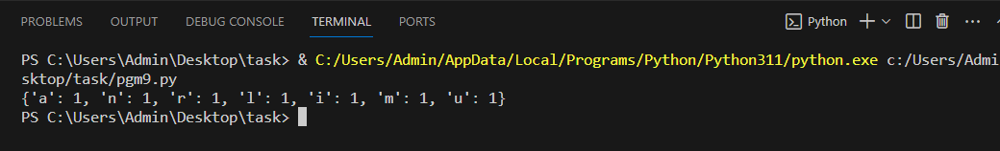 PROBLEMS OUTPUT DEBUG CONSOLE TERMINAL PORTS Python
PS C:\Users\Admin\Desktop\task> & C:/Users/Admin/AppData/Local/Programs/Python/Python311/python.exe c:/Users/Admi
sktop/task/pgm9.py
{'a': 1, 'n': 1, 'r': 1, 'l': 1, 'i': 1, 'm': 1, 'u': 1}
PS C:\Users\Admin\Desktop\task>